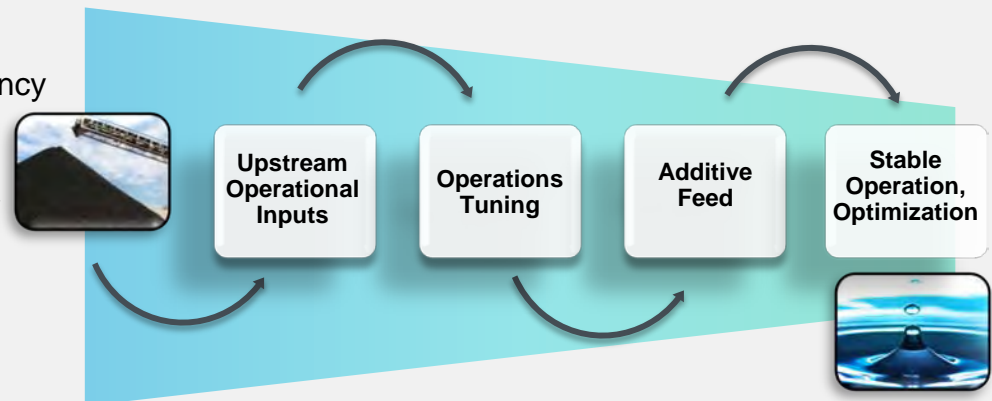 ncy
Upstream
Operational
Inputs
Operations
Tuning
Additive
Feed
Stable
Operation,
Optimization